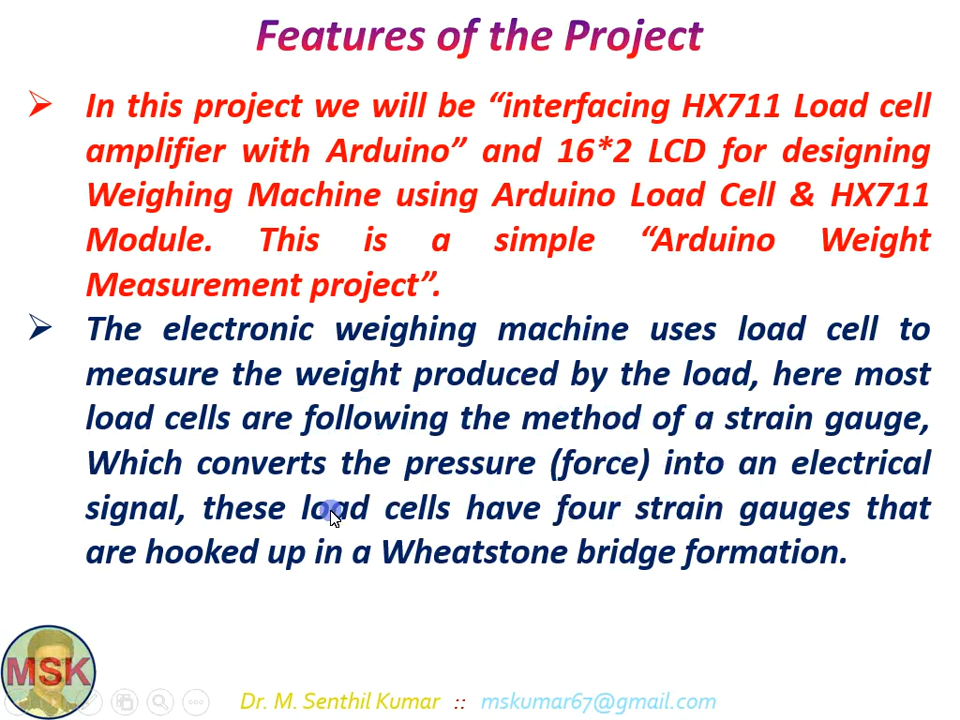 Features of the Project
➢ In this project we will be “interfacing HX711 Load cell
amplifier with Arduino” and 16*2 LCD for designing
Weighing Machine using Arduino Load Cell & HX711
Module. This is a simple “Arduino Weight
Measurement project”.
➢ The electronic weighing machine uses load cell to
measure the weight produced by the load, here most
load cells are following the method of a strain gauge,
Which converts the pressure (force) into an electrical
signal, these load cells have four strain gauges that
are hooked up in a Wheatstone bridge formation.
MSK
Dr. M. Senthil Kumar :: mskumar67@gmail.com